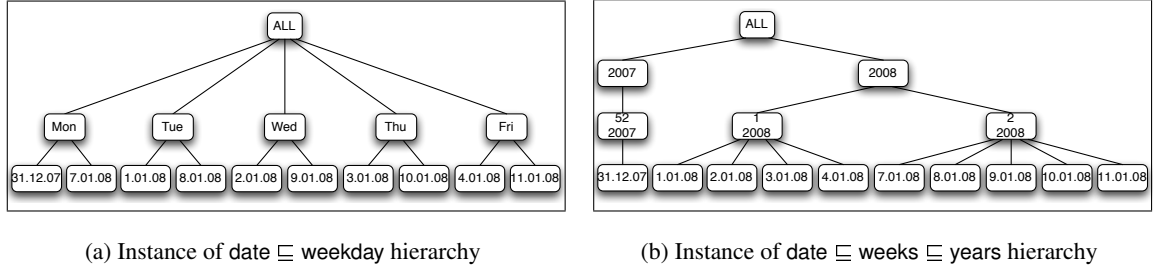 ALL
Mon Tue Wed Thu Fri
31.12.07 7.01.08 1.01.08 8.01.08 2.01.08 9.01.08 3.01.08 10.01.08 4.01.08 11.01.08
(a) Instance of date ⊑ weekday hierarchy
ALL
2007 2008
52 1 2
2007 2008 2008
31.12.07 1.01.08 2.01.08 3.01.08 4.01.08 7.01.08 8.01.08 9.01.08 10.01.08 11.01.08
(b) Instance of date ⊑ weeks ⊑ years hierarchy